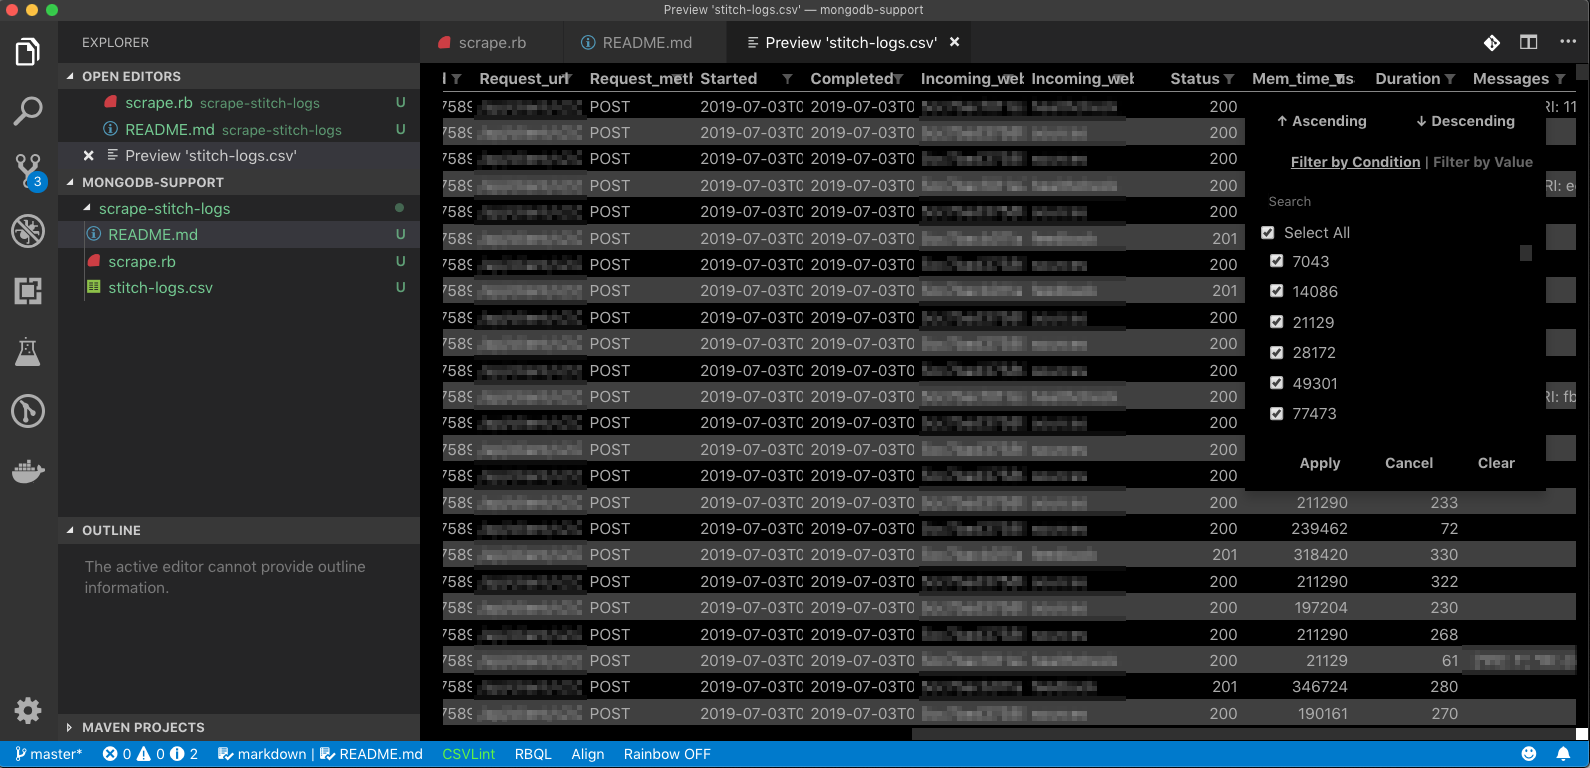 Preview 'stitch-logs.csv' — mongodb-support
EXPLORER
scrape.rb README.md Preview 'stitch-logs.csv'
OPEN EDITORS
scrape.rb scrape-stitch-logs U
README.md scrape-stitch-logs U
Preview 'stitch-logs.csv'
MONGODB-SUPPORT
scrape-stitch-logs
README.md U
scrape.rb U
stitch-logs.csv U
OUTLINE
The active editor cannot provide outline
information.
MAVEN PROJECTS
3
Request_url Request_meth Started Completed Incoming_wel Incoming_wel Status Mem_time_us Duration Messages
7589 POST 2019-07-03T0 2019-07-03T0 200 RI: 11
7589 POST 2019-07-03T0 2019-07-03T0 200
7589 POST 2019-07-03T0 2019-07-03T0 200
7589 POST 2019-07-03T0 2019-07-03T0 200 RI: e
7589 POST 2019-07-03T0 2019-07-03T0 200
7589 POST 2019-07-03T0 2019-07-03T0 201
7589 POST 2019-07-03T0 2019-07-03T0 200
7589 POST 2019-07-03T0 2019-07-03T0 201
7589 POST 2019-07-03T0 2019-07-03T0 200
7589 POST 2019-07-03T0 2019-07-03T0 200
7589 POST 2019-07-03T0 2019-07-03T0 200
7589 POST 2019-07-03T0 2019-07-03T0 200 RI: fb
7589 POST 2019-07-03T0 2019-07-03T0 200
7589 POST 2019-07-03T0 2019-07-03T0 200
7589 POST 2019-07-03T0 2019-07-03T0 200
7589 POST 2019-07-03T0 2019-07-03T0 200 211290 233
7589 POST 2019-07-03T0 2019-07-03T0 200 239462 72
7589 POST 2019-07-03T0 2019-07-03T0 201 318420 330
7589 POST 2019-07-03T0 2019-07-03T0 200 211290 322
7589 POST 2019-07-03T0 2019-07-03T0 200 197204 230
7589 POST 2019-07-03T0 2019-07-03T0 200 211290 268
7589 POST 2019-07-03T0 2019-07-03T0 200 21129 61
7589 POST 2019-07-03T0 2019-07-03T0 201 346724 280
7589 POST 2019-07-03T0 2019-07-03T0 200 190161 270
↑ Ascending ↓ Descending
Filter by Condition | Filter by Value
Search
Select All
7043
14086
21129
28172
49301
77473
Apply Cancel Clear
master* 0 0 2 markdown | README.md CSVLint RBQL Align Rainbow OFF